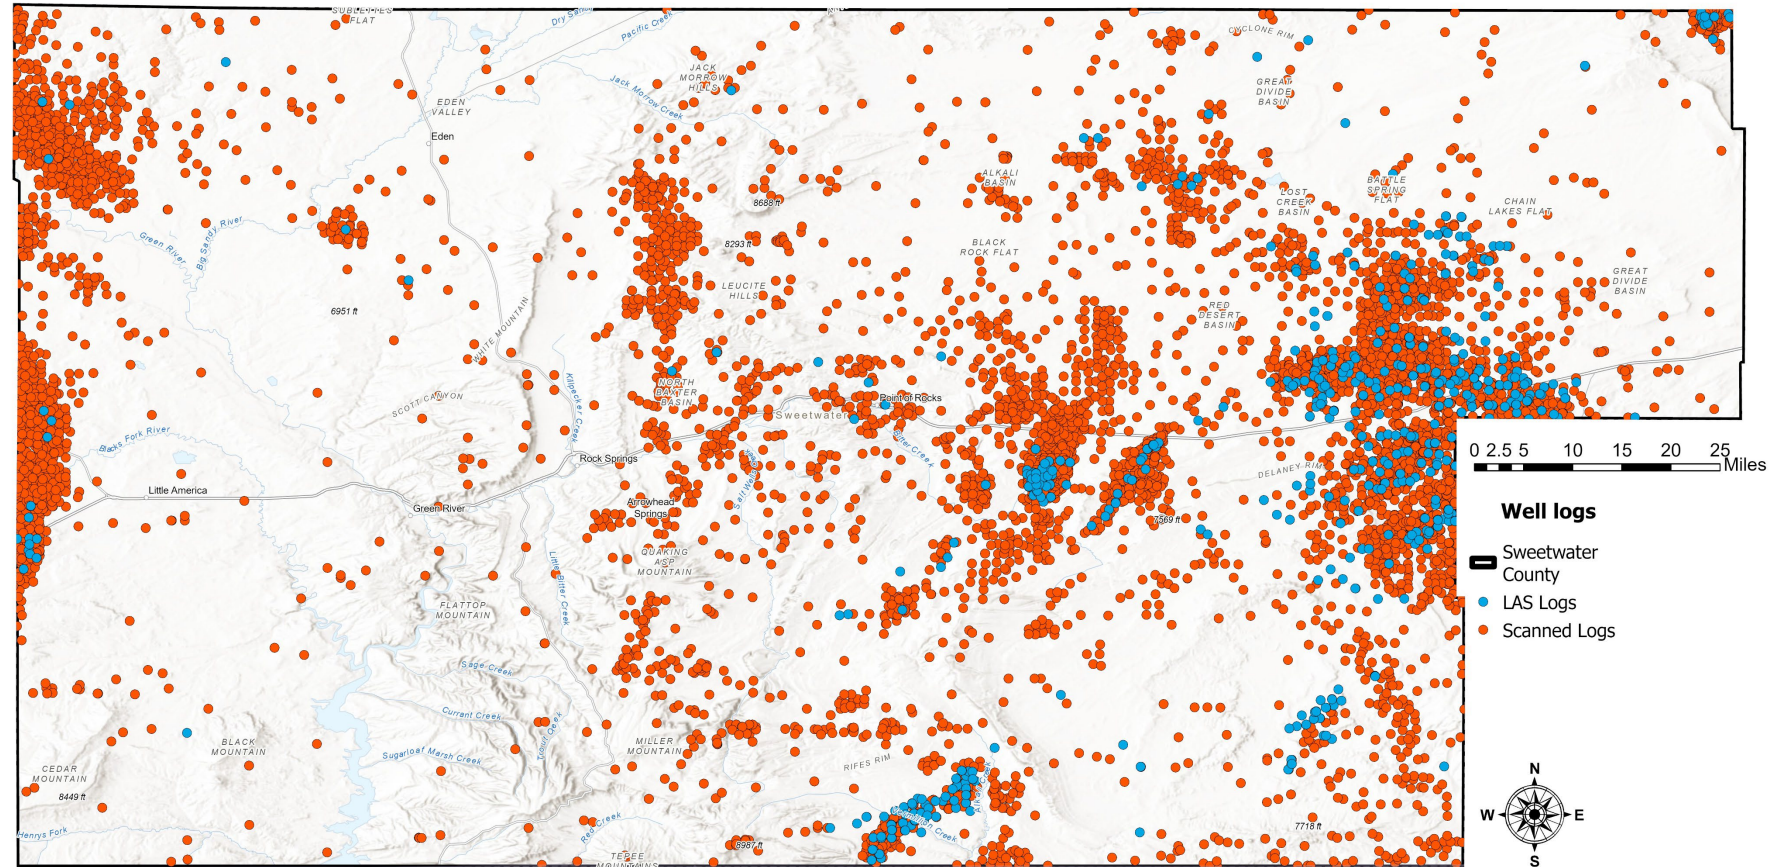 SUBLETTES
FLAT
Pacific Creek
CYCLONE RIM
JACK
MORROW
HILLS
Jack Morrow Creek
GREAT
DIVIDE
BASIN
EDEN
VALLEY
Eden
ALKALI
BASIN
8688 ft
LOST
CREEK
BASIN
BATTLE
SPRING
FLAT
CHAIN
LAKES FLAT
Green River
Big Sandy River
8293 ft
BLACK
ROCK FLAT
LEUCITE
HILLS
GREAT
DIVIDE
BASIN
6951 ft
WHITE MOUNTAIN
RED
DESERT
BASIN
Killpecker Creek
NORTH
BAXTER
BASIN
SCOTT CANYON
Sweetwater
Point of Rocks
Bitter Creek
Blacks Fork River
Rock Springs
DELANEY RIM
Little America
Green River
Arrowhead
Springs
7569 ft
QUAKING
ASP
MOUNTAIN
Little Bitter Creek
FLATTOP
MOUNTAIN
Sage Creek
Currant Creek
Trout Creek
BLACK
MOUNTAIN
Sugarloaf Marsh Creek
MILLER
MOUNTAIN
RIFES RIM
CEDAR
MOUNTAIN
8449 ft
Henrys Fork
Red Creek
Vermilion Creek
8987 ft
7718 ft
TEPEE
MOUNTAINS
0 2.5 5 10 15 20 25
Miles
Well logs
Sweetwater
County
LAS Logs
Scanned Logs
N
W E
S